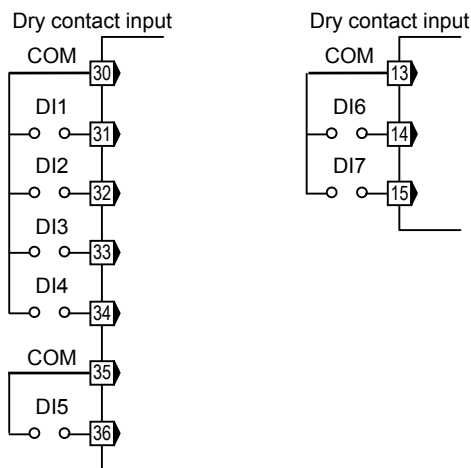 Dry contact input
COM
30
DI1
31
DI2
32
DI3
33
DI4
34
COM
35
DI5
36
Dry contact input
COM
13
DI6
14
DI7
15